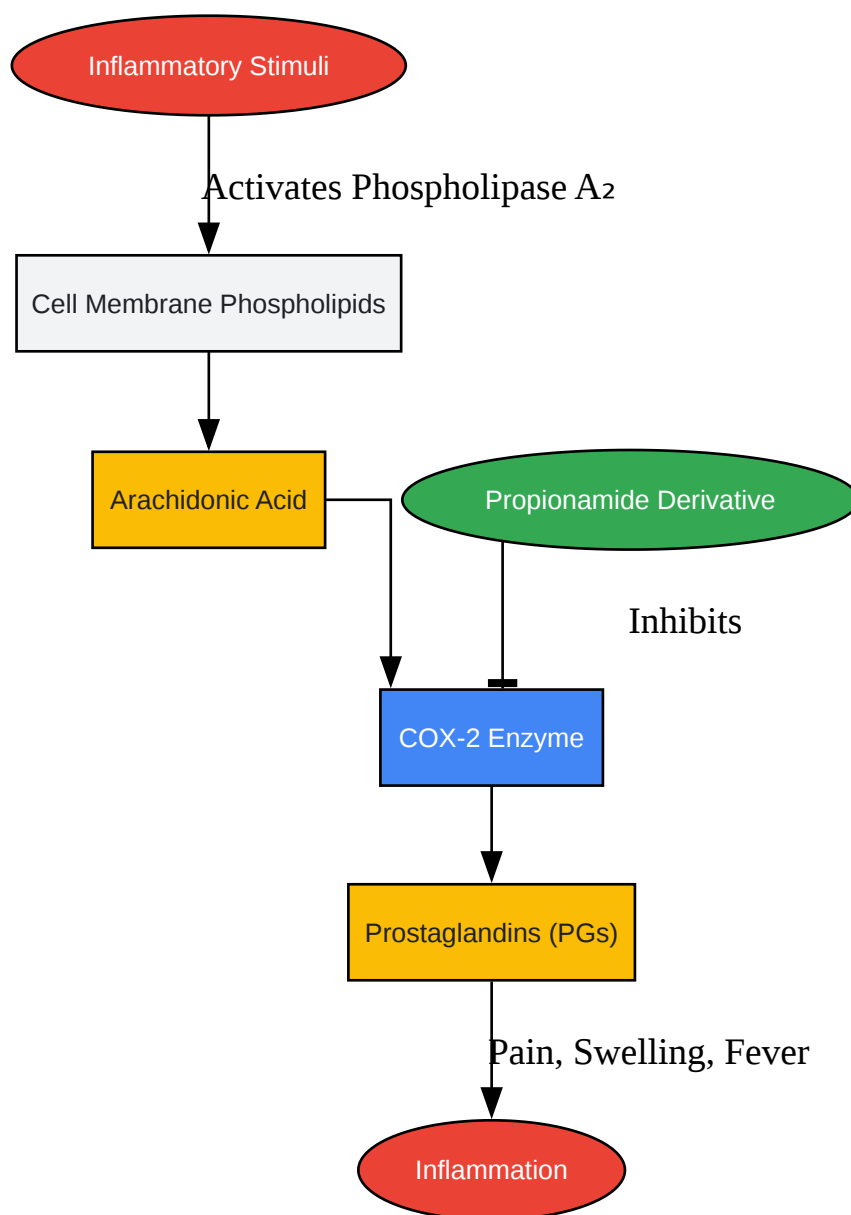 Inflammatory Stimuli
Activates Phospholipase A₂
Cell Membrane Phospholipids
Arachidonic Acid
Propionamide Derivative
Inhibits
COX-2 Enzyme
Prostaglandins (PGs)
Pain, Swelling, Fever
Inflammation